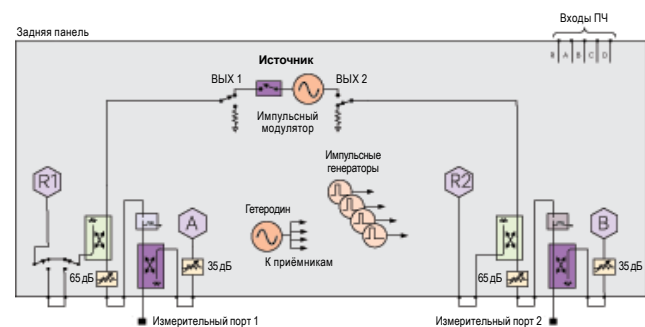 Входы ПЧ
Задняя панель
R A B C D
Источник
ВЫХ 1
ВЫХ 2
Импульсный
модулятор
Импульсные
генераторы
R1
A
R2
B
Гетеродин
К приёмникам
65 дБ
35 дБ
65 дБ
35 дБ
Измерительный порт 1
Измерительный порт 2